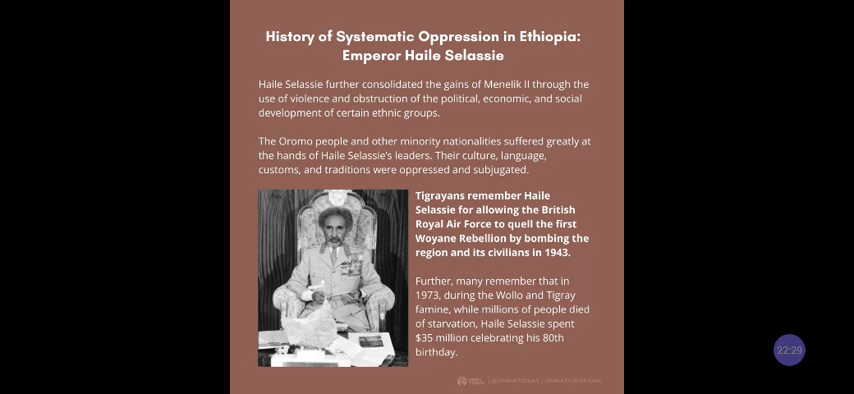 History of Systematic Oppression in Ethiopia:
Emperor Haile Selassie
Haile Selassie further consolidated the gains of Menelik II through the
use of violence and obstruction of the political, economic, and social
development of certain ethnic groups.
The Oromo people and other minority nationalities suffered greatly at
the hands of Haile Selassie's leaders. Their culture, language,
customs, and traditions were oppressed and subjugated.
Tigrayans remember Haile
Selassie for allowing the British
Royal Air Force to quell the first
Woyane Rebellion by bombing the
region and its civilians in 1943.
Further, many remember that in
1973, during the Wollo and Tigray
famine, while millions of people died
of starvation, Haile Selassie spent
$35 million celebrating his 80th
birthday.
22:29
OMNA TIGRAY | @OMNATIGRAY | OMNATIGRAY.ORG